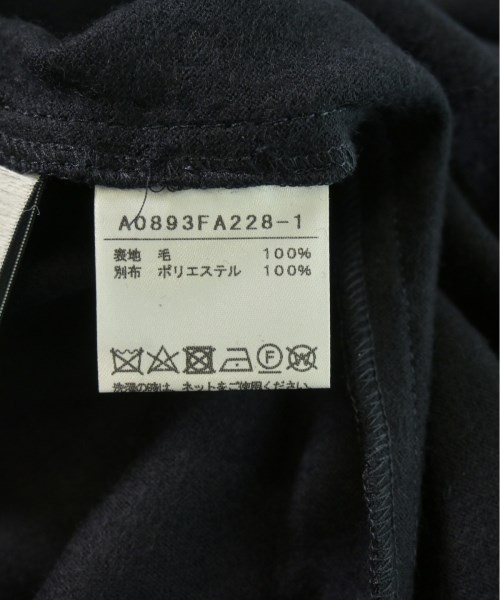 A0893FA228-1
表地 毛 100%
別布 ポリエステル 100%
F W
洗濯の時は、ネットをご使用ください。